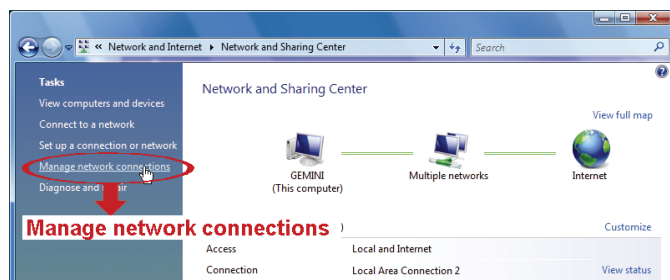 « Network and Internet ▸ Network and Sharing Center
Search
Tasks
View computers and devices
Connect to a network
Set up a connection or network
Manage network connections
Diagnose and
Network and Sharing Center
View full map
GEMINI
(This computer)
Multiple networks
Internet
Manage network connections
)
Customize
Access
Local and Internet
Connection
Local Area Connection 2
View status